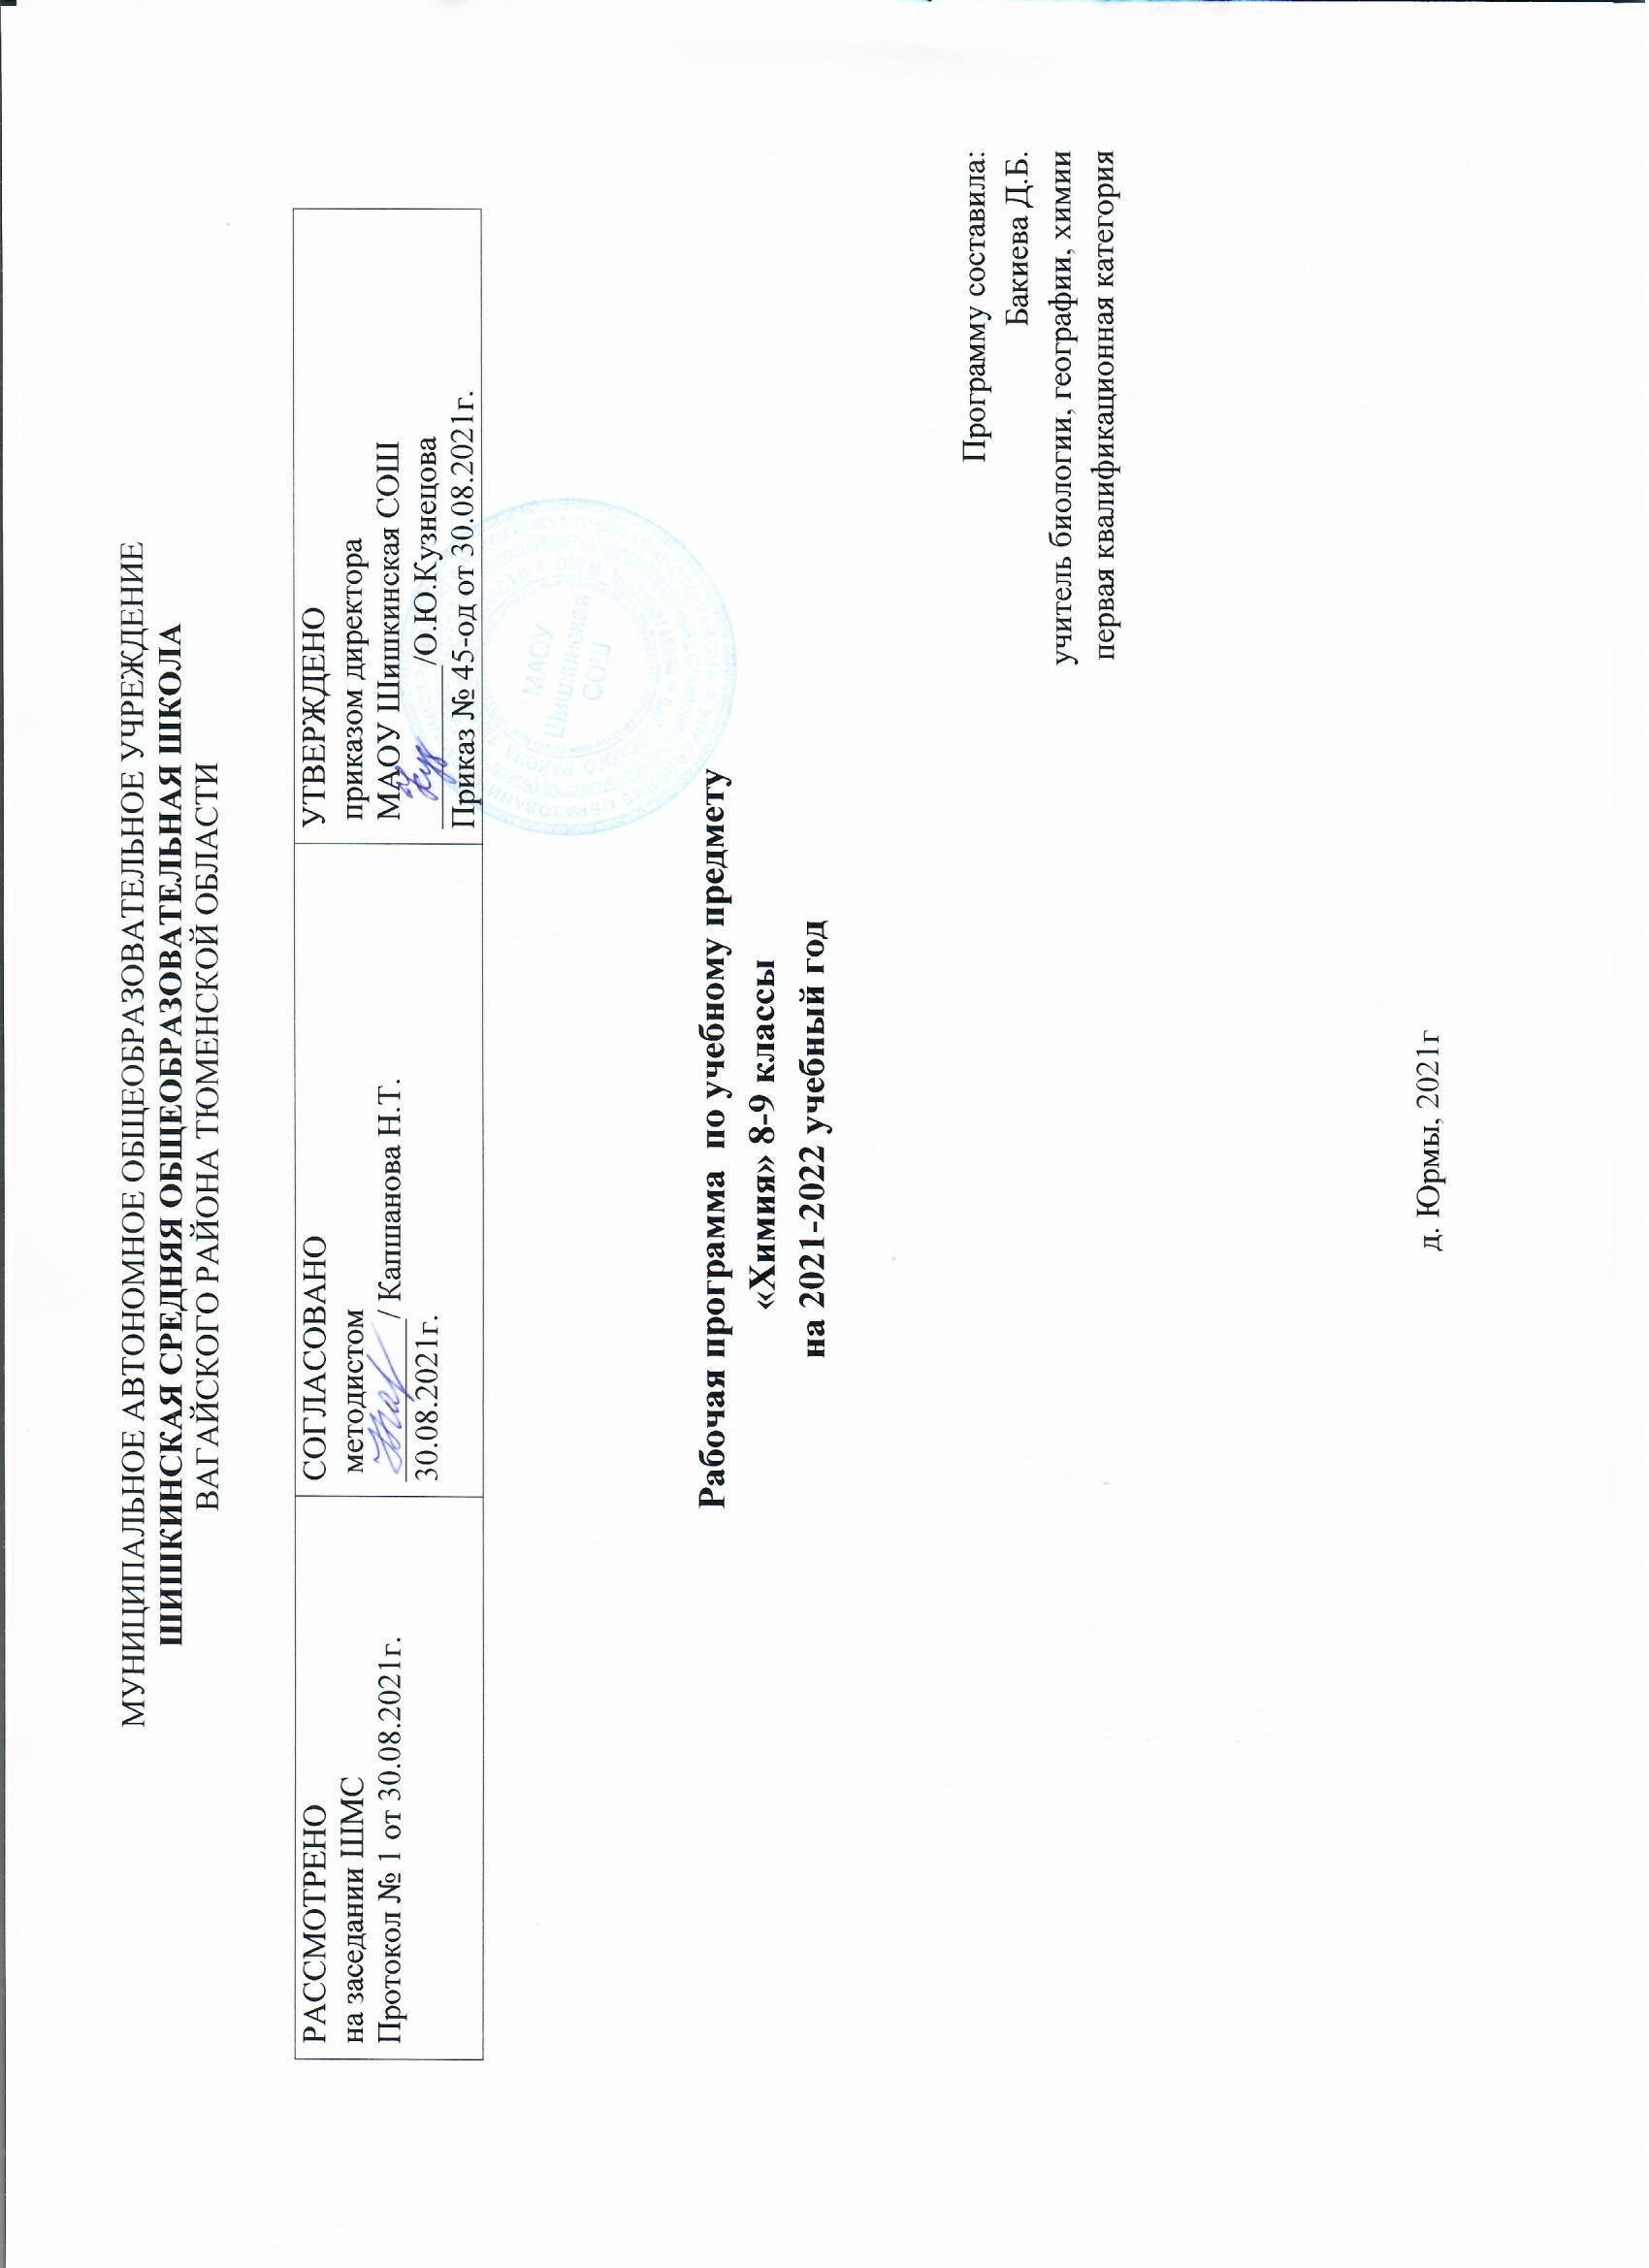 МУНИЦИПАЛЬНОЕ АВТОНОМНОЕ ОБЩЕОБРАЗОВАТЕЛЬНОЕ УЧРЕЖДЕНИЕ
ШИШКИНСКАЯ СРЕДНЯЯ ОБЩЕОБРАЗОВАТЕЛЬНАЯ ШКОЛА
ВАГАЙСКОГО РАЙОНА ТЮМЕНСКОЙ ОБЛАСТИ
РАССМОТРЕНО
на заседании ШМС
Протокол № 1 от 30.08.2021г.
СОГЛАСОВАНО
методистом
/ Капшанова Н.Т.
30.08.2021г.
УТВЕРЖДЕНО
приказом директора
МАОУ Шишкинская СОШ
/О.Ю.Кузнецова
Приказ № 45-од от 30.08.2021г.
МАОУ
Шишкинская
СОШ
Рабочая программа по учебному предмету
«Химия» 8-9 классы
на 2021-2022 учебный год
Программу составила:
Бакиева Д.Б.
учитель биологии, географии, химии
первая квалификационная категория
д. Юрмы, 2021г